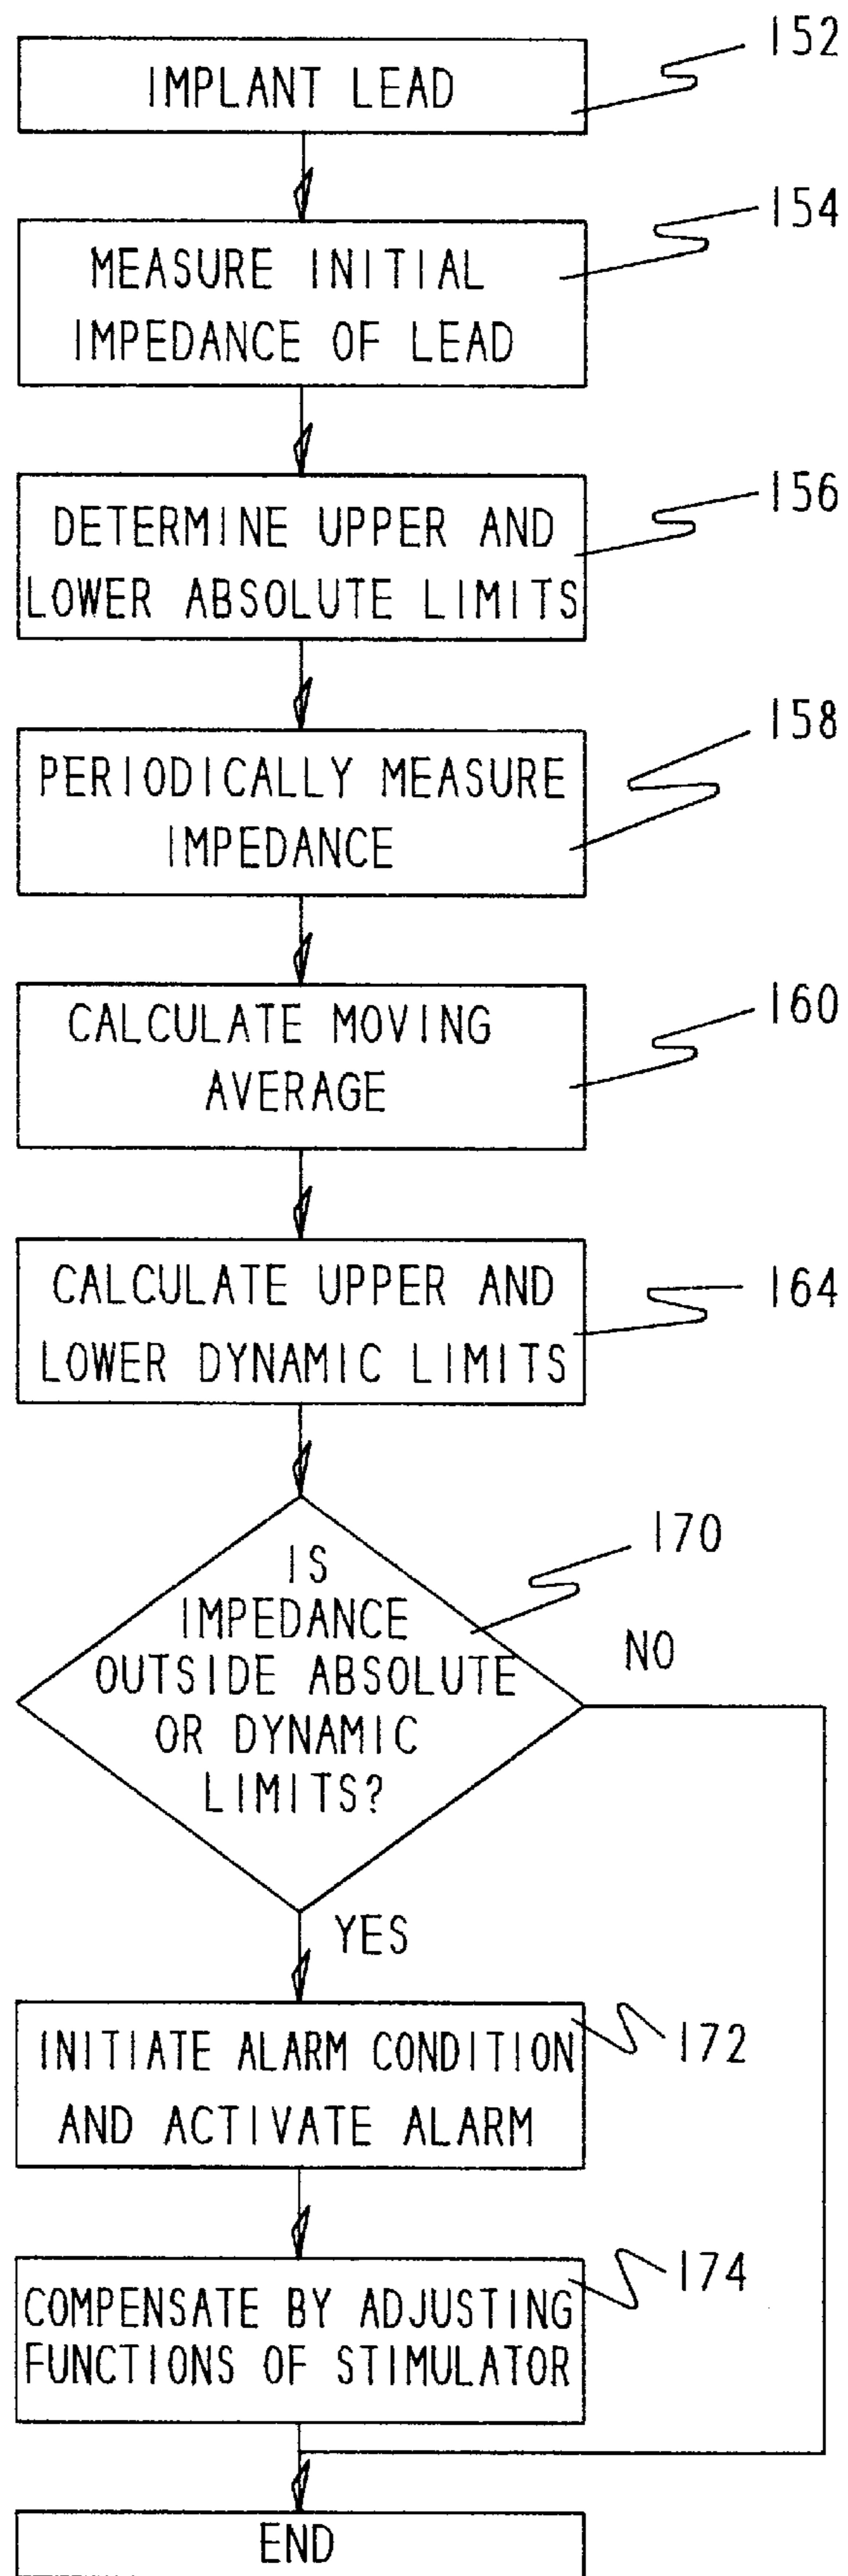 152
IMPLANT LEAD
154
MEASURE INITIAL
IMPEDANCE OF LEAD
156
DETERMINE UPPER AND
LOWER ABSOLUTE LIMITS
158
PERIODICALLY MEASURE
IMPEDANCE
160
CALCULATE MOVING
AVERAGE
164
CALCULATE UPPER AND
LOWER DYNAMIC LIMITS
170
IS
IMPEDANCE
OUTSIDE ABSOLUTE
OR DYNAMIC
LIMITS?
NO
YES
172
INITIATE ALARM CONDITION
AND ACTIVATE ALARM
174
COMPENSATE BY ADJUSTING
FUNCTIONS OF STIMULATOR
END